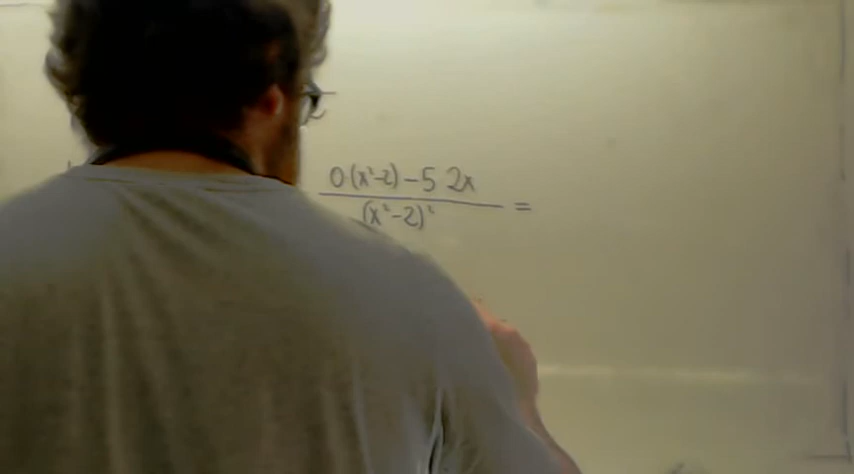 0(x²-2)-5 2x
(x²-2)² =